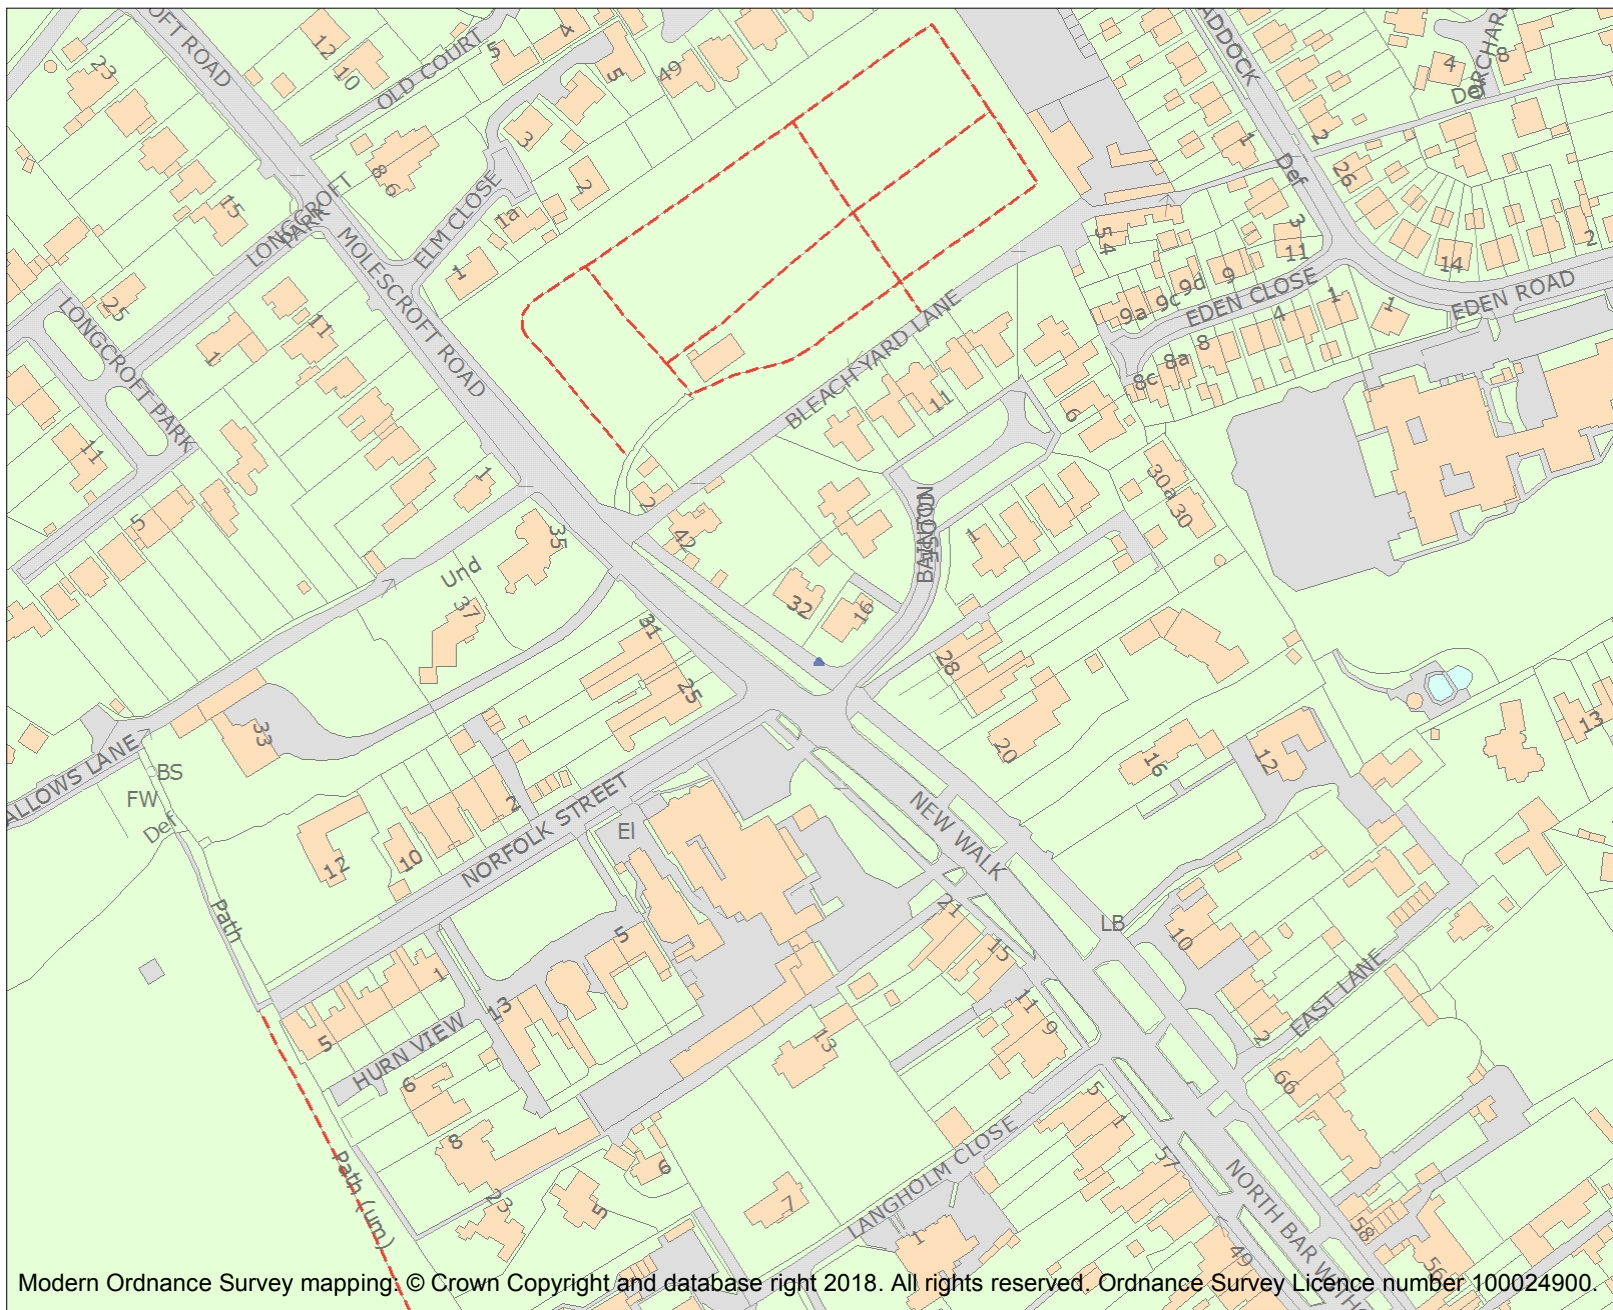 OFT ROAD
23
12
10
OLD COURT
5
4
5
49
ADDOCK
ORCHARD
8
4
Def
3
8
6
2
1
2
Def
26
15
LONGCROFT
PARK
ELM CLOSE
1a
1
MOLESCROFT ROAD
54
3
11
14
2
25
LONGCROFT PARK
1
11
BLEACH YARD LANE
9a
9c
9d
9
EDEN CLOSE
1
4
8
8a
8c
1
EDEN ROAD
11
6
11
1
2
5
35
42
30a
30
1
Und
37
32
16
31
25
28
20
16
12
13
33
ALLOWS LANE
BS
FW
Def
2
NORFOLK STREET
El
NEW WALK
12
10
Path
21
15
LB
10
5
1
13
5
HURN VIEW
6
11
9
13
EAST LANE
2
66
8
5
1
LANGHOLM CLOSE
57
6
23
5
7
1
Path (um)
NORTH BAR WITHO
58
56
49
Modern Ordnance Survey mapping: © Crown Copyright and database right 2018. All rights reserved. Ordnance Survey Licence number 100024900.